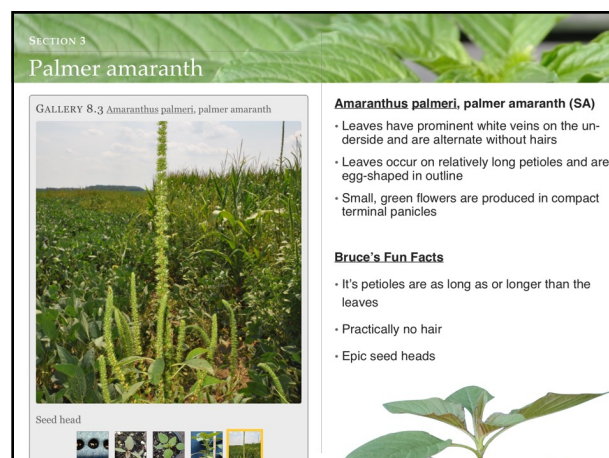 SECTION 3
Palmer amaranth
GALLERY 8.3 Amaranthus palmeri, palmer amaranth
Seed head
Amaranthus palmeri, palmer amaranth (SA)
• Leaves have prominent white veins on the un-
derside and are alternate without hairs
• Leaves occur on relatively long petioles and are
egg-shaped in outline
• Small, green flowers are produced in compact
terminal panicles
Bruce's Fun Facts
• It's petioles are as long as or longer than the
leaves
• Practically no hair
• Epic seed heads